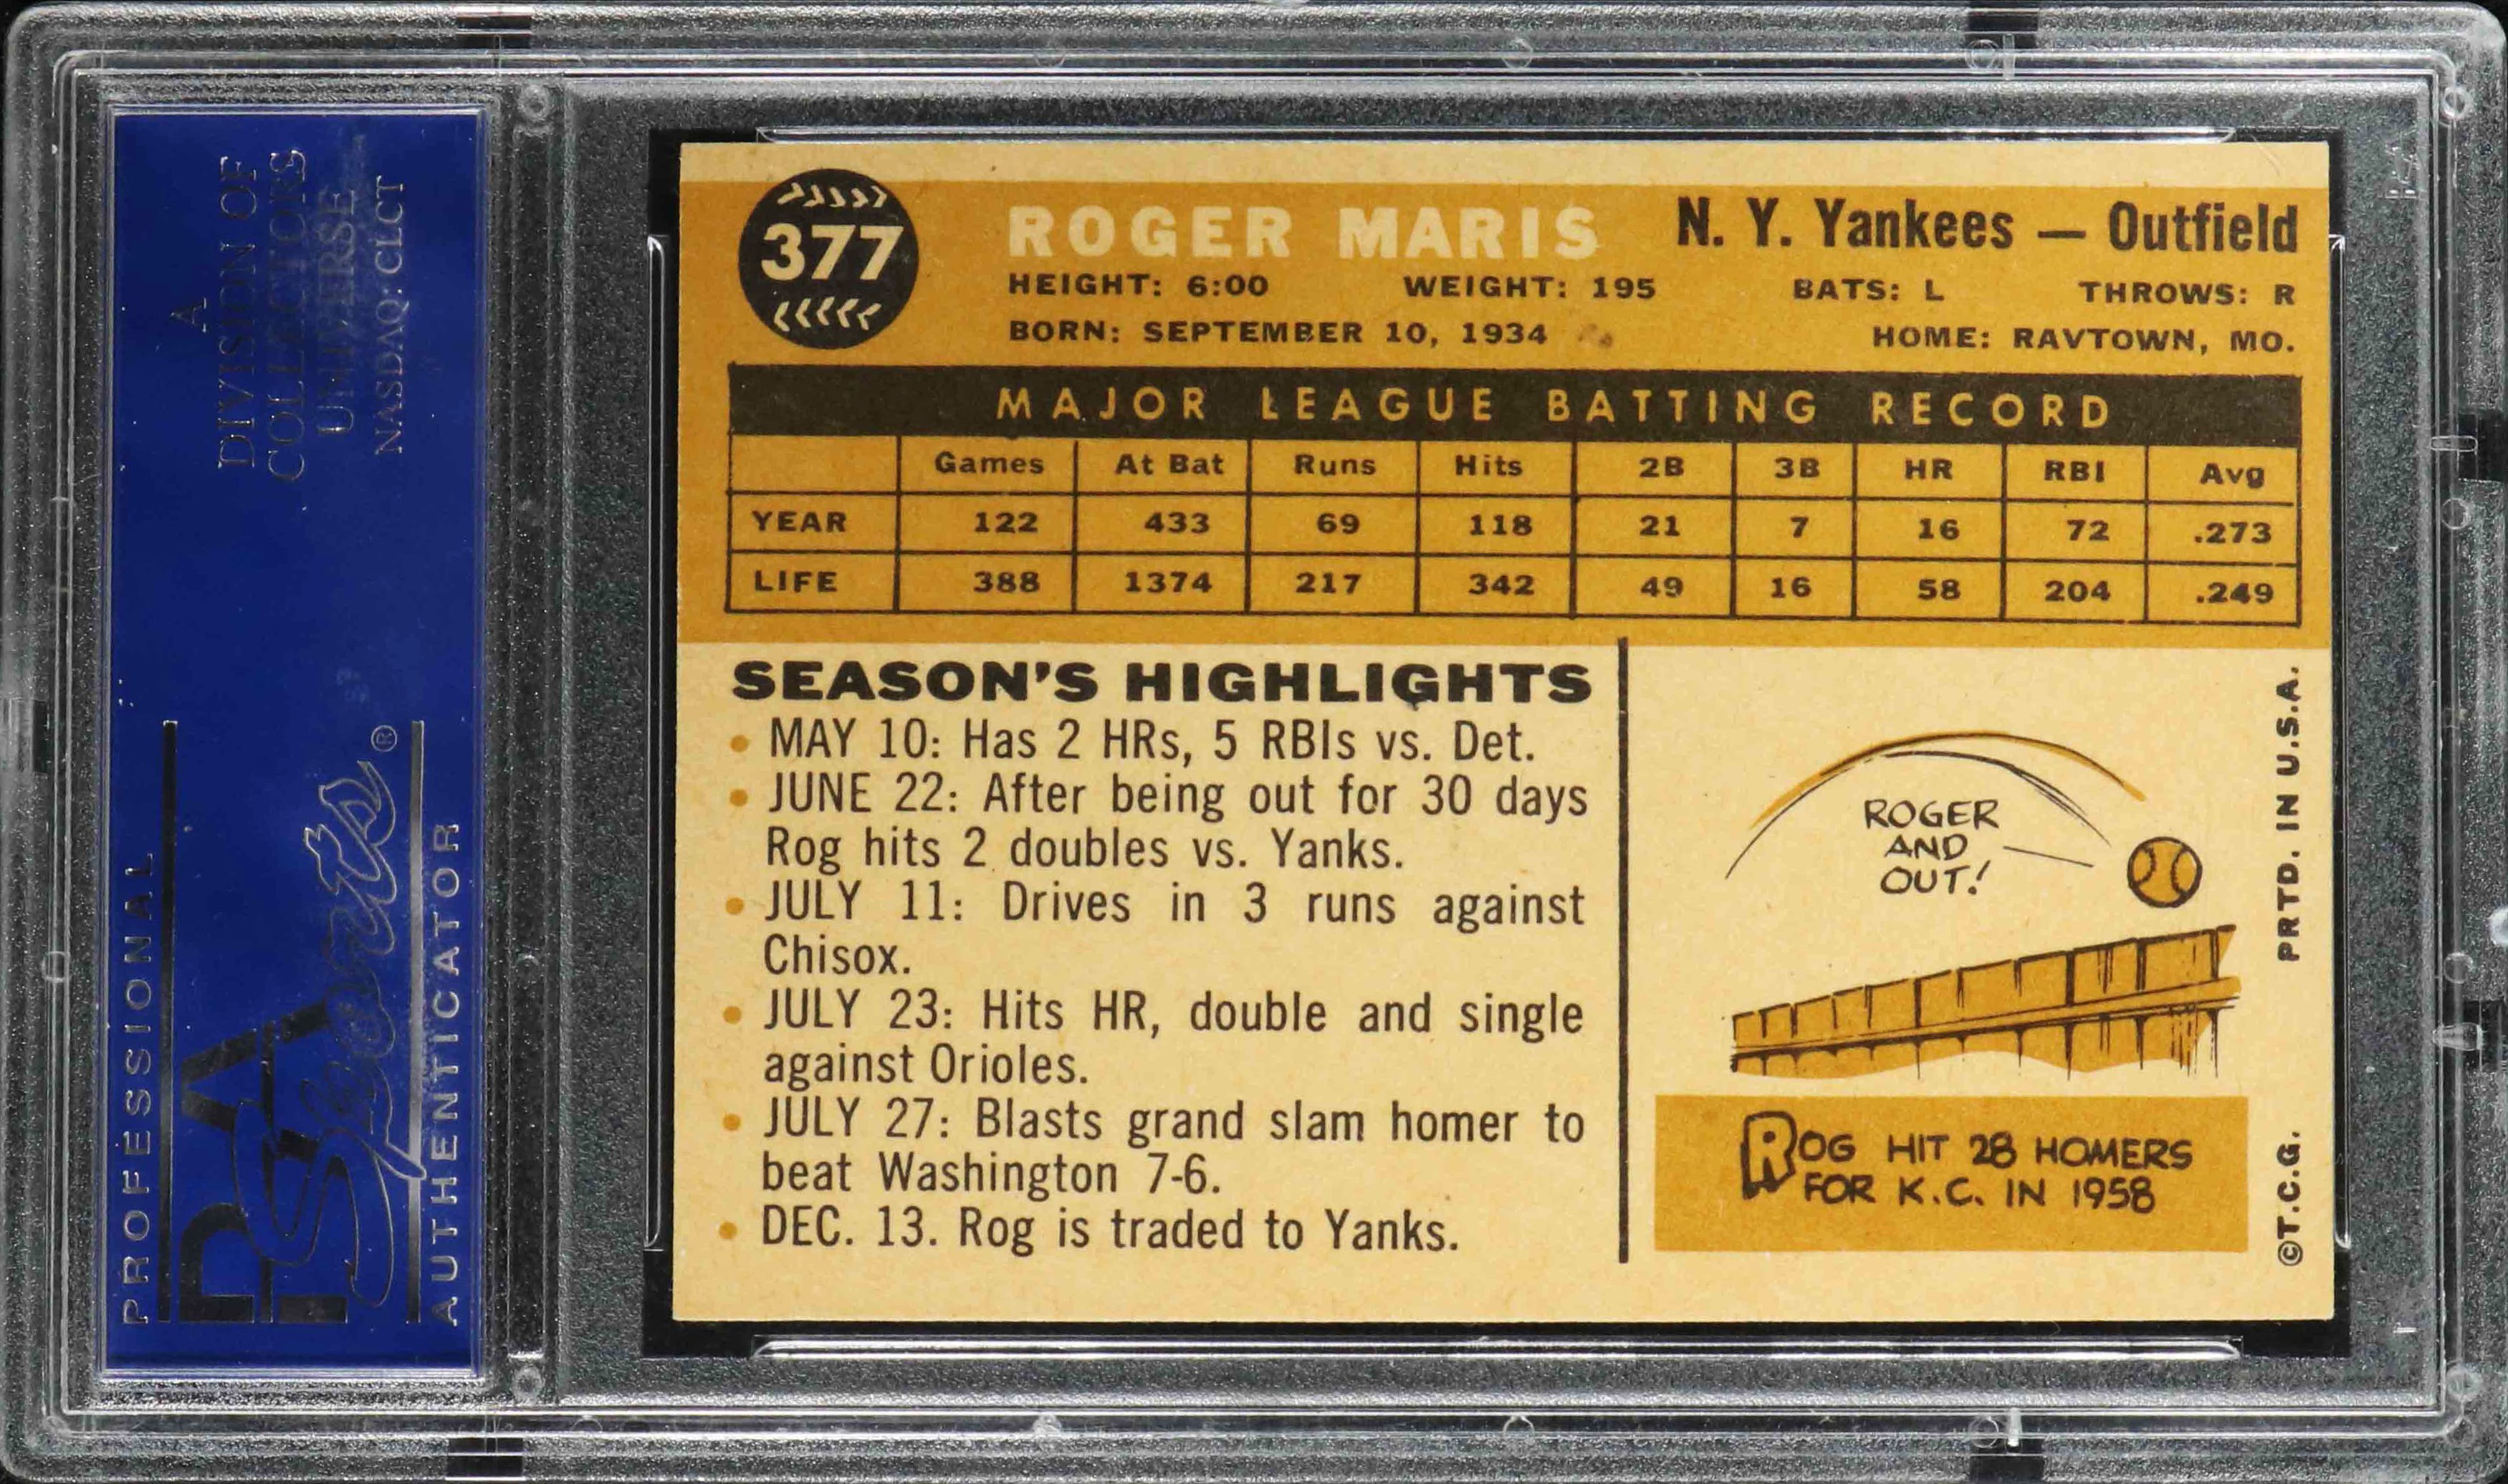 A
DIVISION OF
COLLECTORS
UNIVERSE
NASDAQ:CLCT
PROFESSIONAL
PSA
Sports®
AUTHENTICATOR
377
ROGER MARIS
N. Y. Yankees — Outfield
HEIGHT: 6:00 WEIGHT: 195 BATS: L THROWS: R
BORN: SEPTEMBER 10, 1934 HOME: RAVTOWN, MO.
MAJOR LEAGUE BATTING RECORD
Games At Bat Runs Hits 2B 3B HR RBI Avg
YEAR 122 433 69 118 21 7 16 72 .273
LIFE 388 1374 217 342 49 16 58 204 .249
SEASON'S HIGHLIGHTS
• MAY 10: Has 2 HRs, 5 RBIs vs. Det.
• JUNE 22: After being out for 30 days
Rog hits 2 doubles vs. Yanks.
• JULY 11: Drives in 3 runs against
Chisox.
• JULY 23: Hits HR, double and single
against Orioles.
• JULY 27: Blasts grand slam homer to
beat Washington 7-6.
• DEC. 13. Rog is traded to Yanks.
ROGER
AND
OUT!
ROG HIT 28 HOMERS
FOR K.C. IN 1958
©T.C.G. PRTD. IN U.S.A.